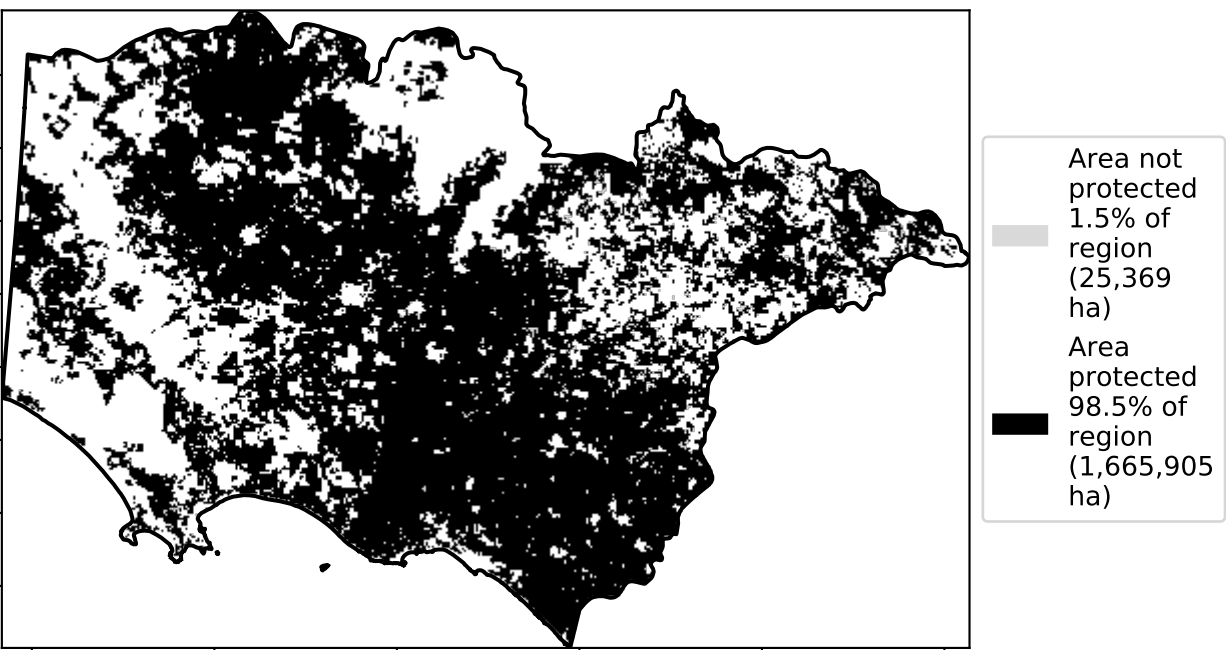 Area not
protected
1.5% of
region
(25,369
ha)
Area
protected
98.5% of
region
(1,665,905
ha)